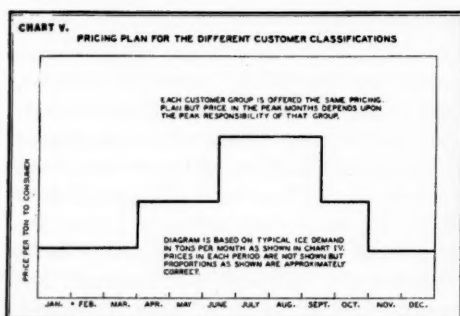 CHART V.
PRICING PLAN FOR THE DIFFERENT CUSTOMER CLASSIFICATIONS
EACH CUSTOMER GROUP IS OFFERED THE SAME PRICING
PLAN BUT PRICE IN THE PEAK MONTHS DEPENDS UPON
THE PEAK RESPONSIBILITY OF THAT GROUP.
PRICE PER TON TO CONSUMER
DIAGRAM IS BASED ON TYPICAL ICE DEMAND
IN TONS PER MONTH AS SHOWN IN CHART IV.
PRICES IN EACH PERIOD ARE NOT SHOWN BUT
PROPORTIONS AS SHOWN ARE APPROXIMATELY
CORRECT.
JAN. FEB. MAR. APR. MAY JUNE JULY AUG. SEPT. OCT. NOV. DEC.